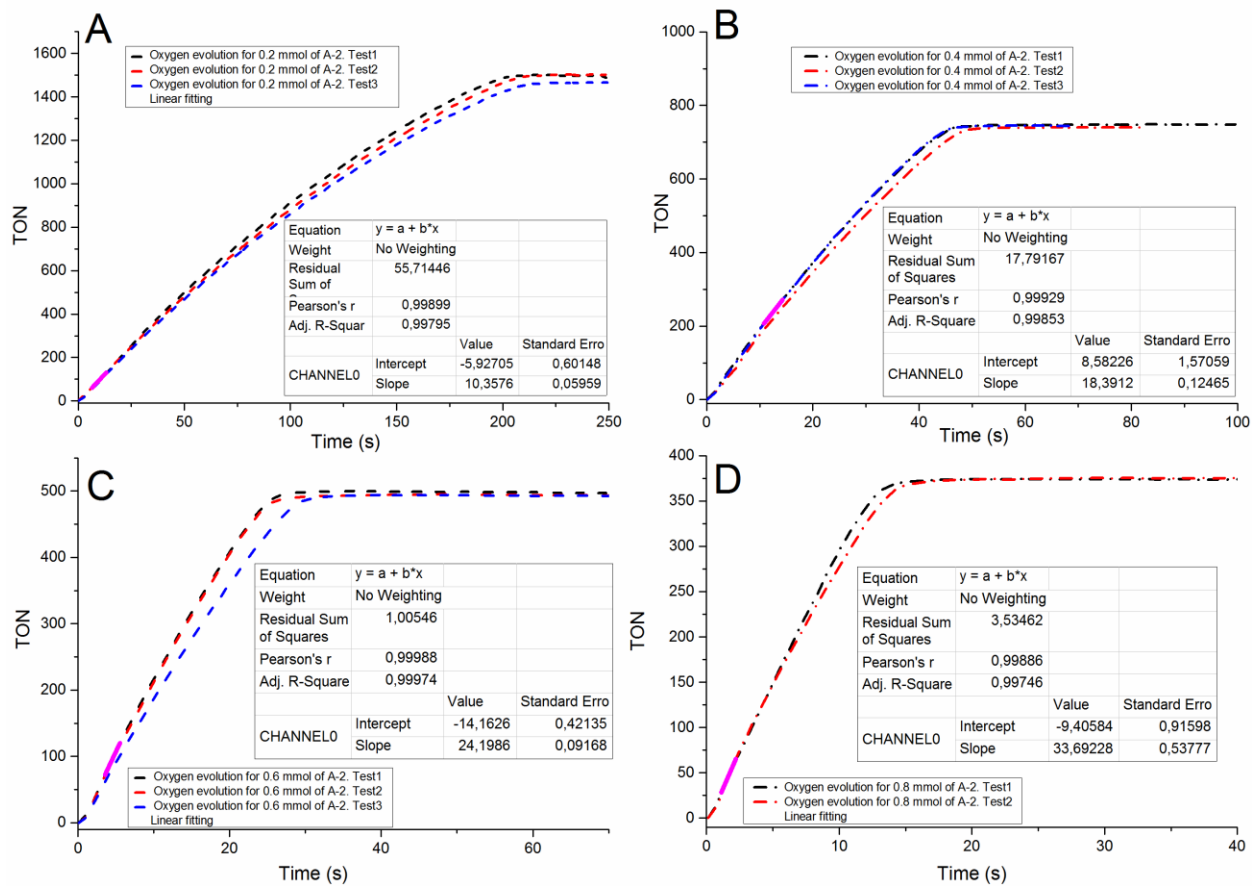 A
Oxygen evolution for 0.2 mmol of A-2. Test1
Oxygen evolution for 0.2 mmol of A-2. Test2
Oxygen evolution for 0.2 mmol of A-2. Test3
Linear fitting
1600
1400
1200
1000
800
600
400
200
0
TON
Equation y = a + b*x
Weight No Weighting
Residual 55,71446
Sum of
Pearson's r 0,99899
Adj. R-Squar 0,99795
Value Standard Erro
CHANNEL0 Intercept -5,92705 0,60148
Slope 10,3576 0,05959
0 50 100 150 200 250
Time (s)
B
Oxygen evolution for 0.4 mmol of A-2. Test1
Oxygen evolution for 0.4 mmol of A-2. Test2
Oxygen evolution for 0.4 mmol of A-2. Test3
1000
800
600
400
200
0
TON
Equation y = a + b*x
Weight No Weighting
Residual Sum 17,79167
of Squares
Pearson's r 0,99929
Adj. R-Square 0,99853
Value Standard Erro
CHANNEL0 Intercept 8,58226 1,57059
Slope 18,3912 0,12465
0 20 40 60 80 100
Time (s)
C
500
400
300
200
100
0
TON
Equation y = a + b*x
Weight No Weighting
Residual Sum 1,00546
of Squares
Pearson's r 0,99988
Adj. R-Square 0,99974
Value Standard Erro
CHANNEL0 Intercept -14,1626 0,42135
Slope 24,1986 0,09168
Oxygen evolution for 0.6 mmol of A-2. Test1
Oxygen evolution for 0.6 mmol of A-2. Test2
Oxygen evolution for 0.6 mmol of A-2. Test3
Linear fitting
0 20 40 60
Time (s)
D
400
350
300
250
200
150
100
50
0
TON
Equation y = a + b*x
Weight No Weighting
Residual Sum 3,53462
of Squares
Pearson's r 0,99886
Adj. R-Square 0,99746
Value Standard Erro
CHANNEL0 Intercept -9,40584 0,91598
Slope 33,69228 0,53777
Oxygen evolution for 0.8 mmol of A-2. Test1
Oxygen evolution for 0.8 mmol of A-2. Test2
Linear fitting
0 10 20 30 40
Time (s)